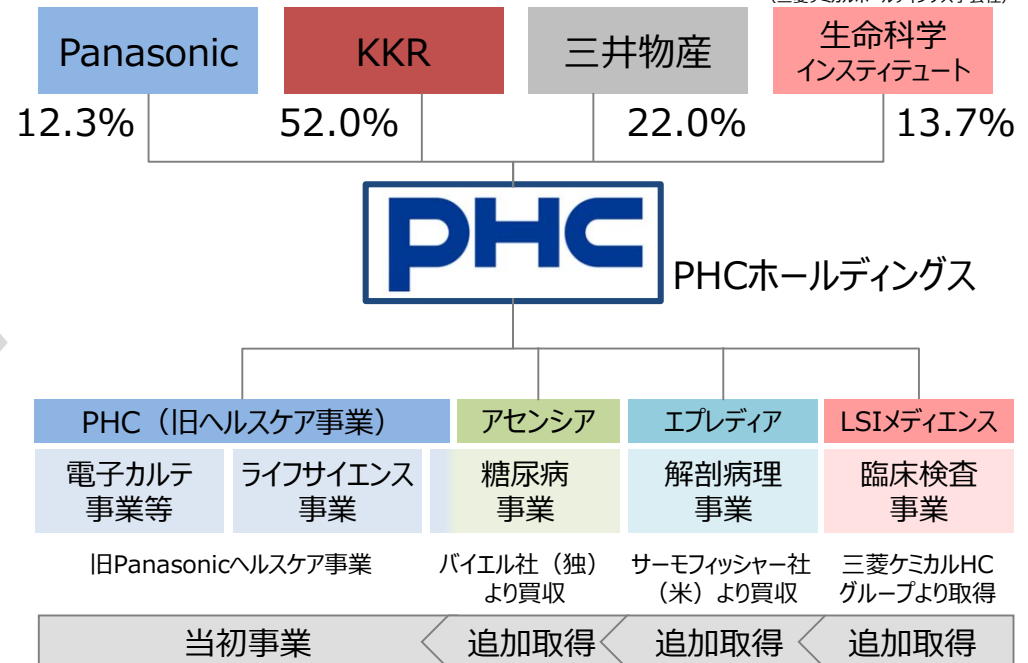 Panasonic
KKR
三井物産
生命科学
インスティテュート
12.3%
52.0%
22.0%
13.7%
PHC
PHCホールディングス
PHC（旧ヘルスケア事業）
アセンシア
エプレディア
LSIメディエンス
電子カルテ
事業等
ライフサイエンス
事業
糖尿病
事業
解剖病理
事業
臨床検査
事業
旧Panasonicヘルスケア事業
バイエル社（独）
より買収
サーモフィッシャー社
（米）より買収
三菱ケミカルHC
グループより取得
当初事業
追加取得
追加取得
追加取得